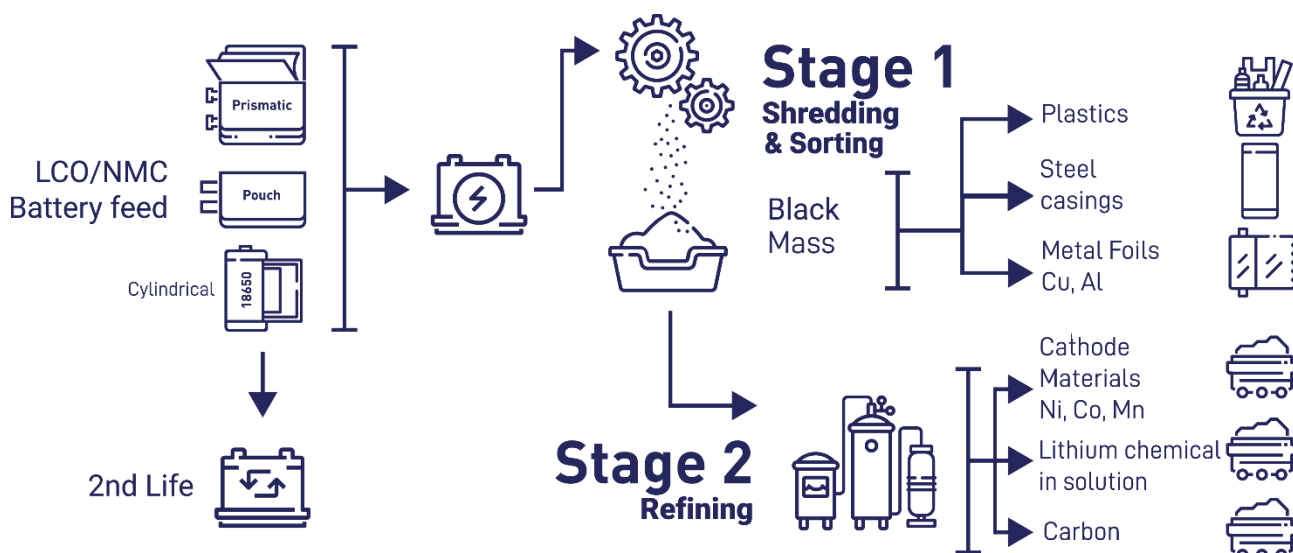 Prismatic
LCO/NMC
Battery feed
Pouch
Cylindrical
18650
2nd Life
Stage 1
Shredding
& Sorting
Black
Mass
Plastics
Steel
casings
Metal Foils
Cu, Al
Stage 2
Refining
Cathode
Materials
Ni, Co, Mn
Lithium chemical
in solution
Carbon